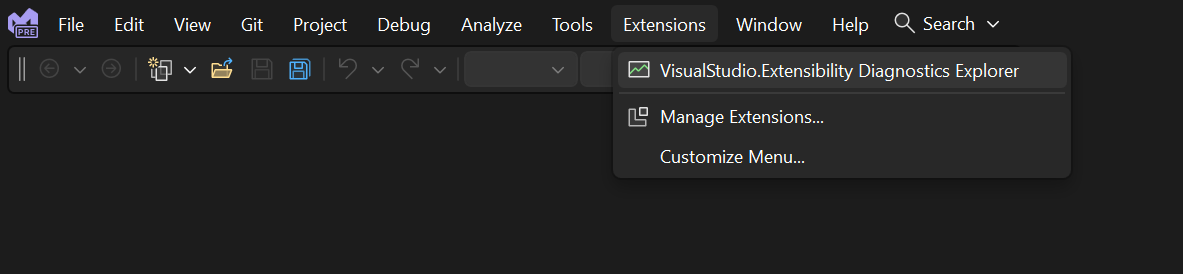 PRE File Edit View Git Project Debug Analyze Tools Extensions Window Help Search
VisualStudio.Extensibility Diagnostics Explorer
Manage Extensions...
Customize Menu...